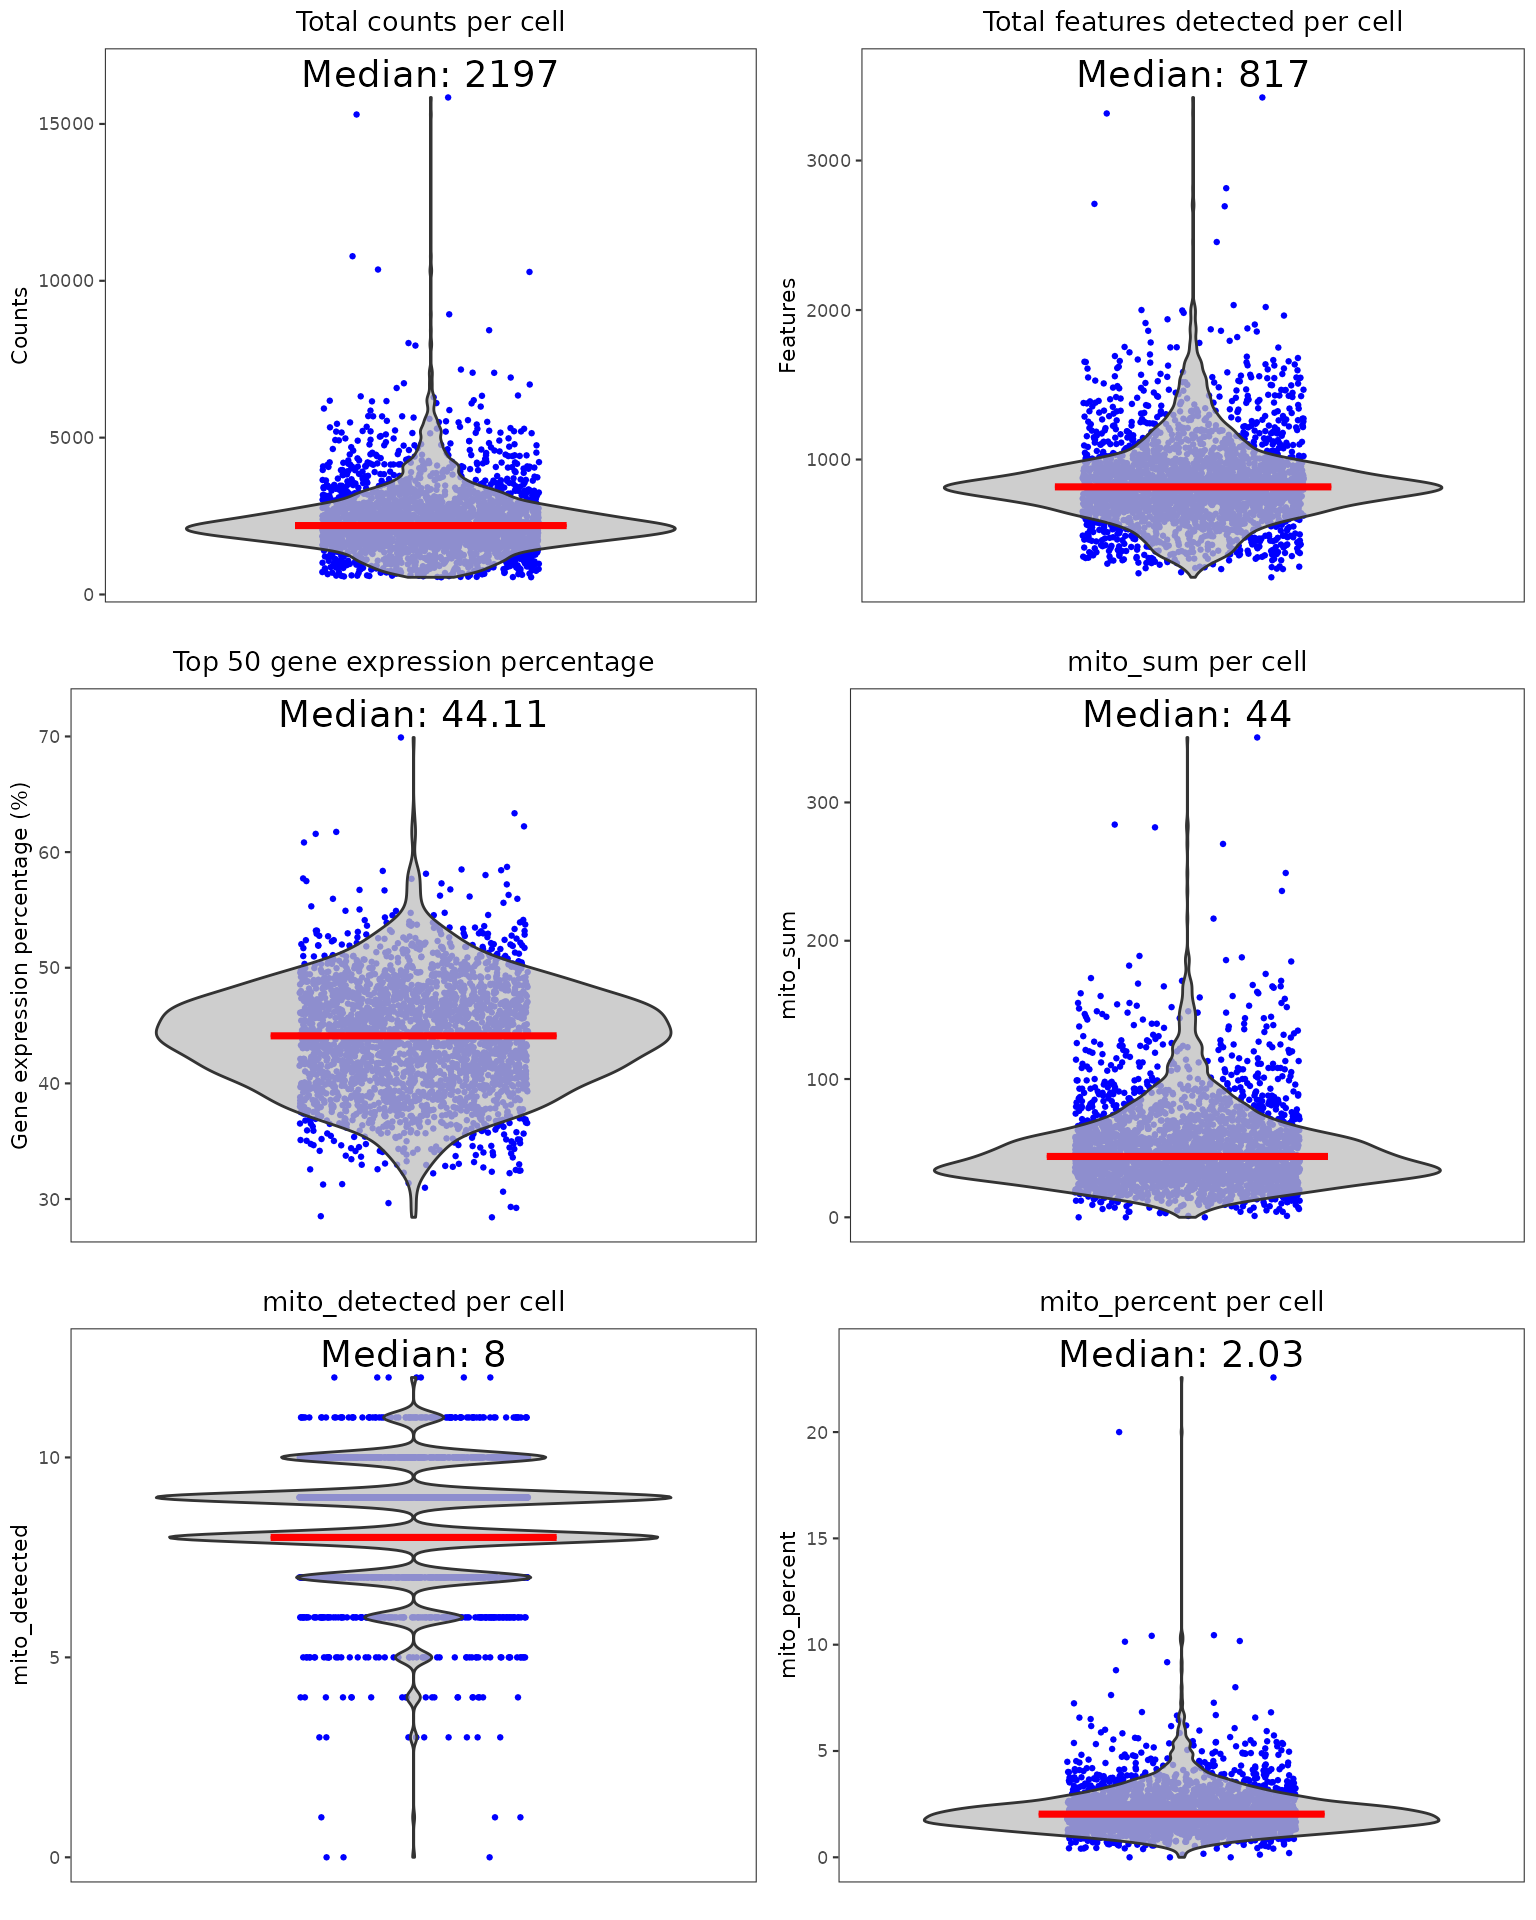 Total counts per cell
Median: 2197
Counts
15000
10000
5000
0
Total features detected per cell
Median: 817
Features
3000
2000
1000
Top 50 gene expression percentage
Median: 44.11
Gene expression percentage (%)
70
60
50
40
30
mito_sum per cell
Median: 44
mito_sum
300
200
100
0
mito_detected per cell
Median: 8
mito_detected
10
5
0
mito_percent per cell
Median: 2.03
mito_percent
20
15
10
5
0